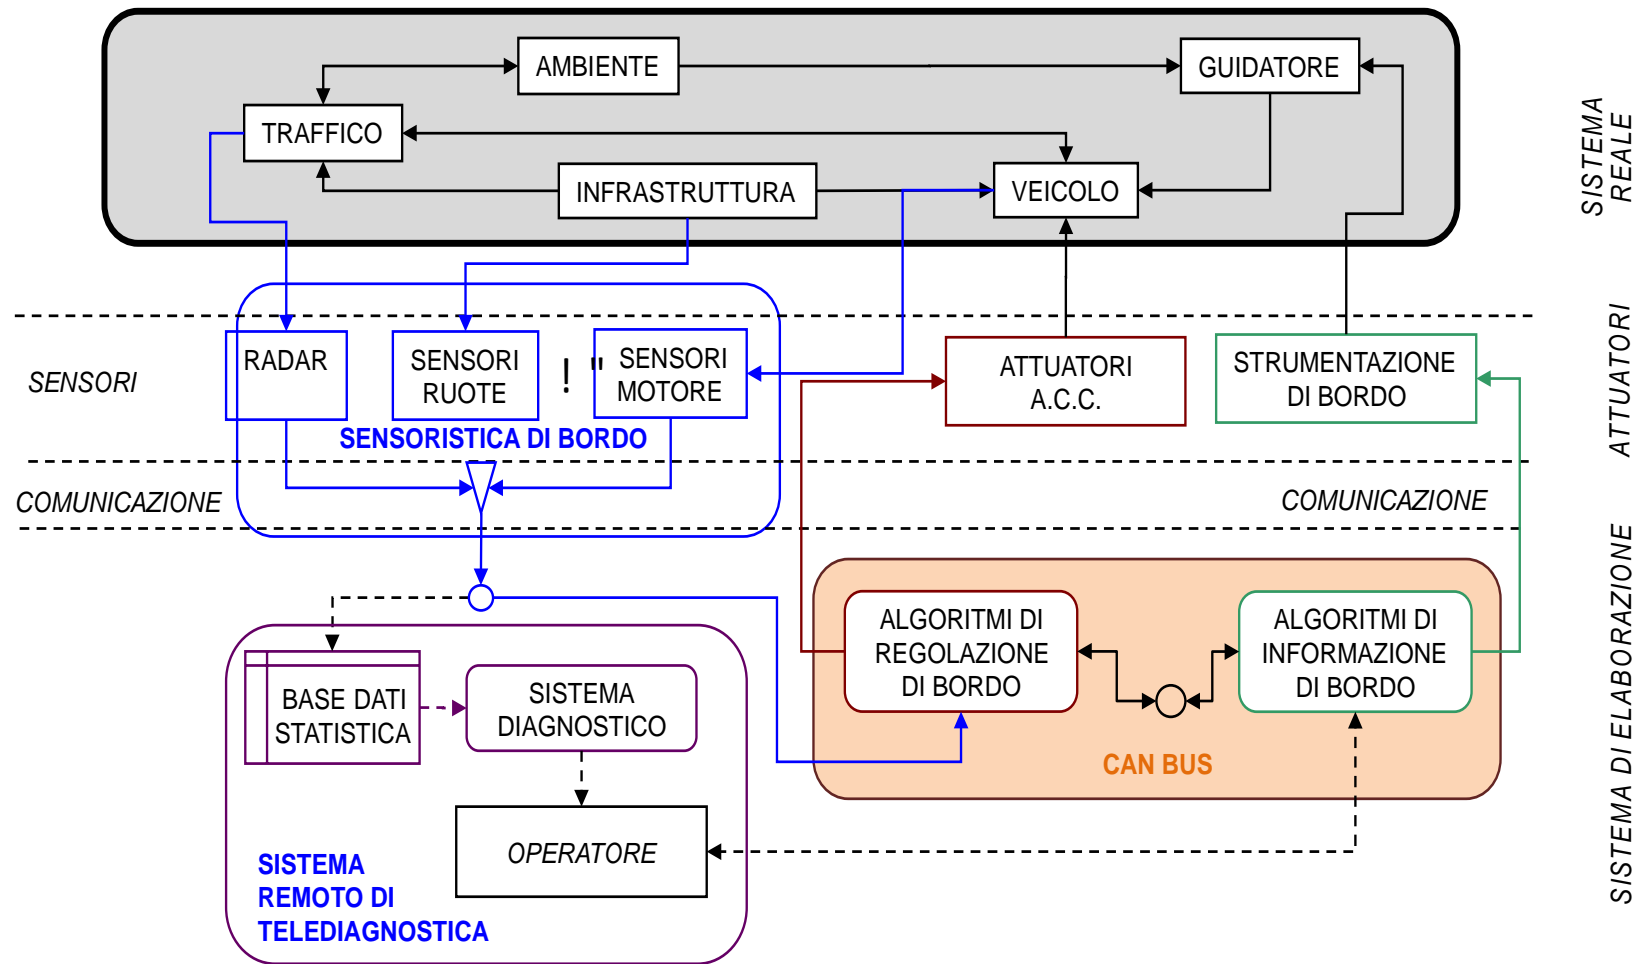 AMBIENTE
GUIDATORE
TRAFFICO
INFRASTRUTTURA
VEICOLO
SISTEMA
REALE
SENSORI
RADAR
SENSORI
RUOTE
! "
SENSORI
MOTORE
SENSORISTICA DI BORDO
ATTUATORI
A.C.C.
STRUMENTAZIONE
DI BORDO
ATTUATORI
COMUNICAZIONE
COMUNICAZIONE
ALGORITMI DI
REGOLAZIONE
DI BORDO
ALGORITMI DI
INFORMAZIONE
DI BORDO
CAN BUS
BASE DATI
STATISTICA
SISTEMA
DIAGNOSTICO
OPERATORE
SISTEMA
REMOTO DI
TELEDIAGNOSTICA
SISTEMA DI ELABORAZIONE